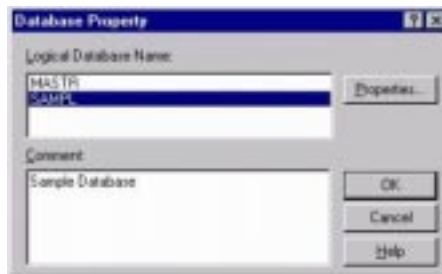 Database Property
Logical Database Name:
MASTR
SAMPL
Properties...
Comment:
Sample Database
OK
Cancel
Help